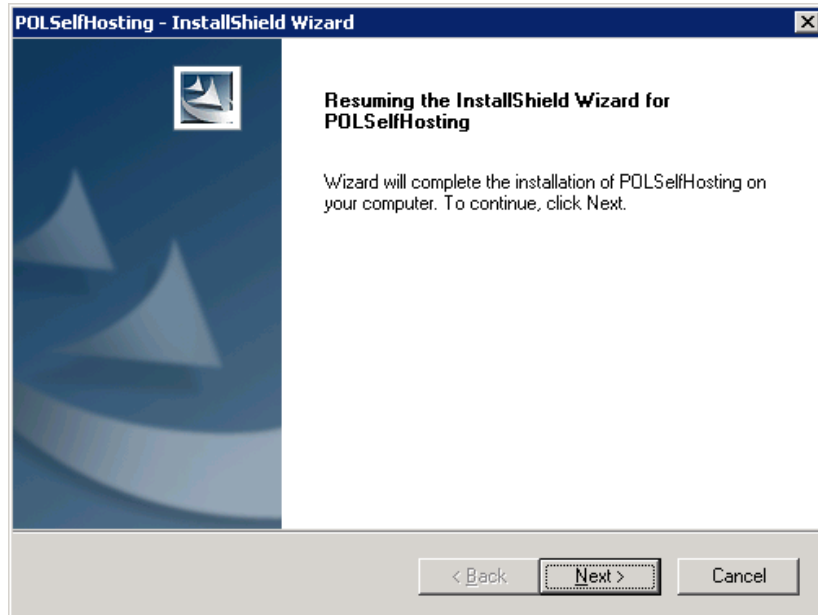 POLSelfHosting - InstallShield Wizard
Resuming the InstallShield Wizard for
POLSelfHosting
Wizard will complete the installation of POLSelfHosting on
your computer. To continue, click Next.
< Back
Next >
Cancel